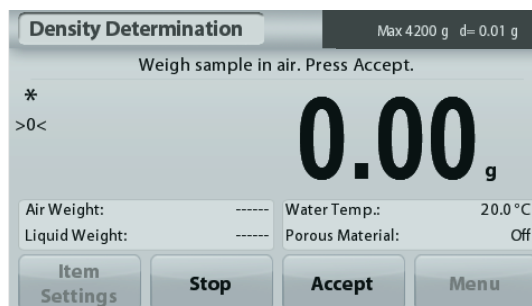 Density Determination
Max 4200 g d= 0.01 g
Weigh sample in air. Press Accept.
*
>0<
0.00 g
Air Weight: ------ Water Temp.: 20.0°C
Liquid Weight: ------ Porous Material: Off
Item Settings
Stop
Accept
Menu